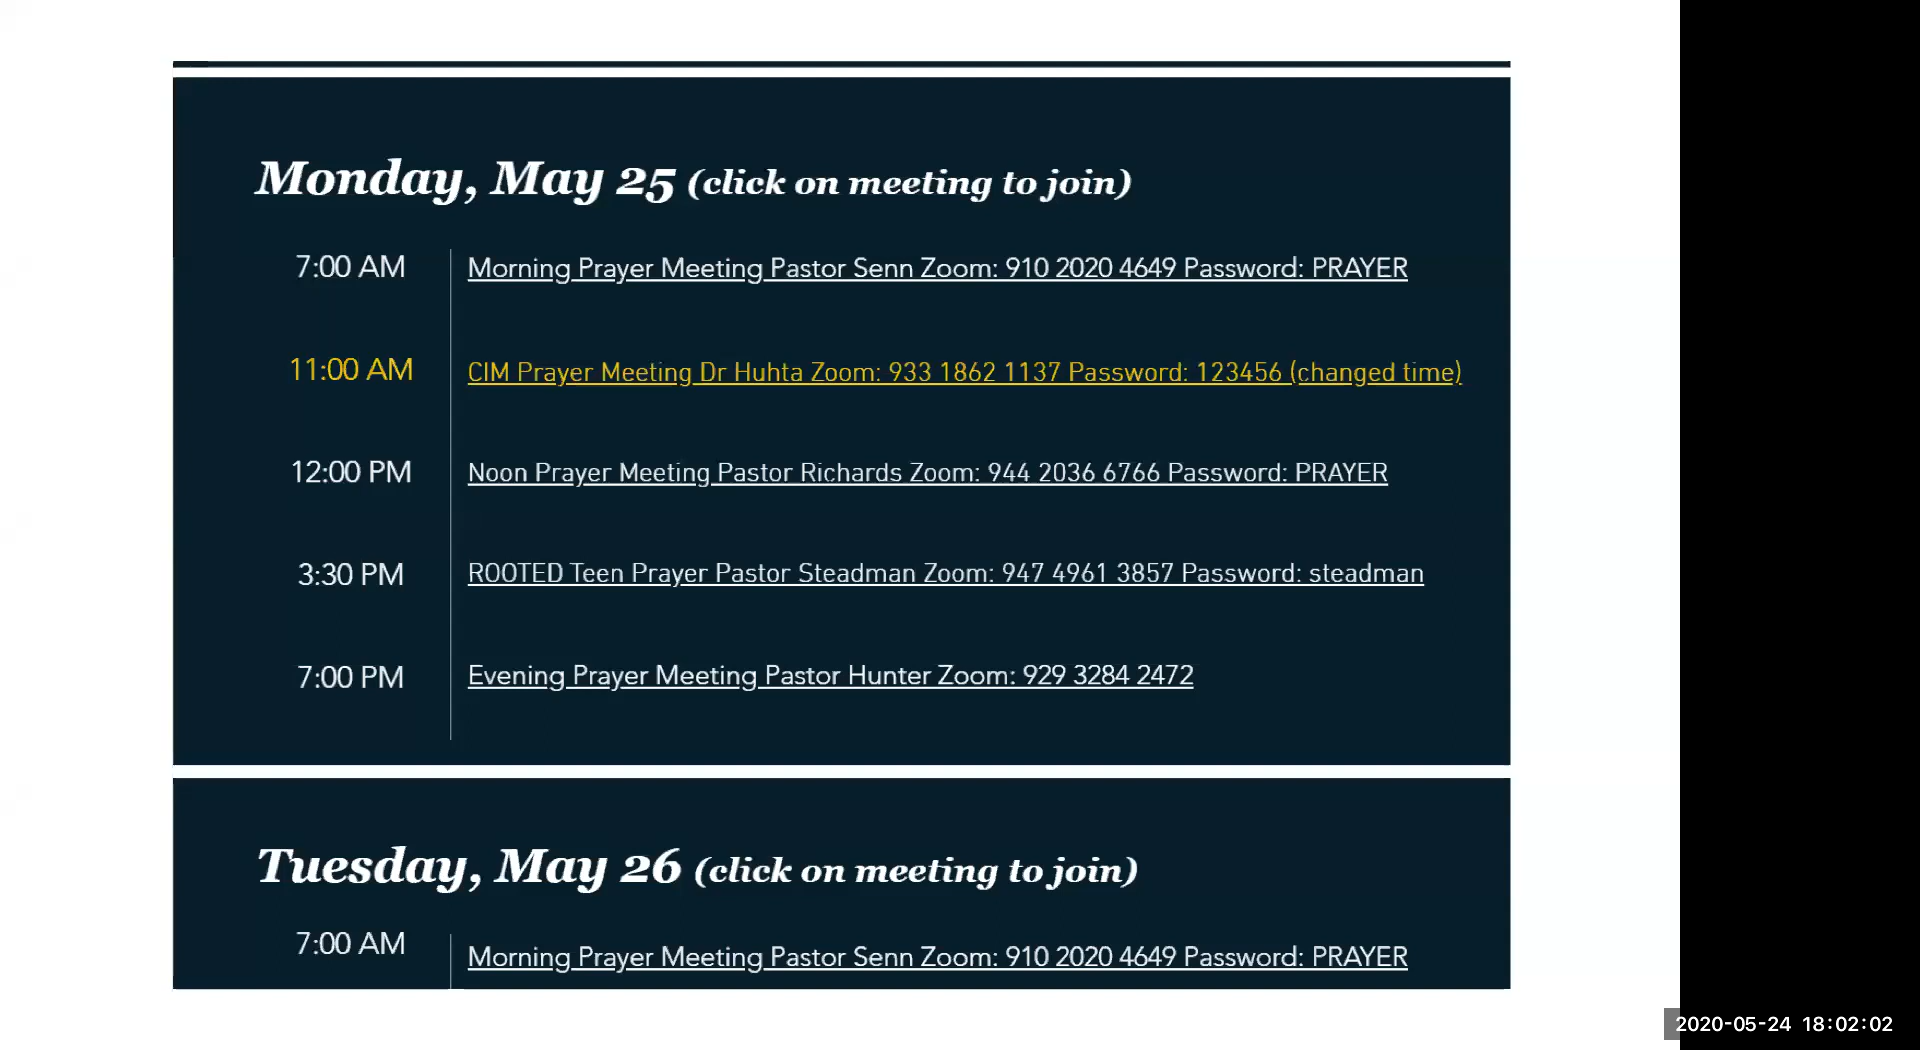 Monday, May 25 (click on meeting to join)
7:00 AM Morning Prayer Meeting Pastor Senn Zoom: 910 2020 4649 Password: PRAYER
11:00 AM CIM Prayer Meeting Dr Huhta Zoom: 933 1862 1137 Password: 123456 (changed time)
12:00 PM Noon Prayer Meeting Pastor Richards Zoom: 944 2036 6766 Password: PRAYER
3:30 PM ROOTED Teen Prayer Pastor Steadman Zoom: 947 4961 3857 Password: steadman
7:00 PM Evening Prayer Meeting Pastor Hunter Zoom: 929 3284 2472
Tuesday, May 26 (click on meeting to join)
7:00 AM Morning Prayer Meeting Pastor Senn Zoom: 910 2020 4649 Password: PRAYER
2020-05-24 18:02:02